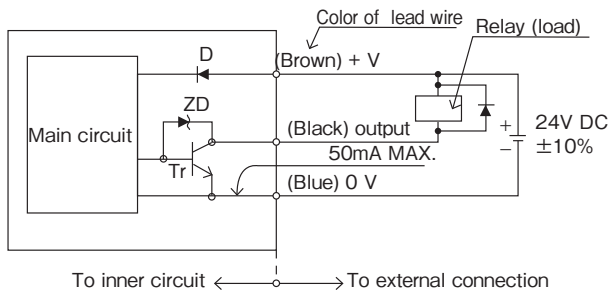 Color of lead wire
Relay (load)
D
(Brown) + V
ZD
Main circuit
(Black) output
+
−
24V DC
±10%
50mA MAX.
Tr
(Blue) 0 V
To inner circuit
To external connection